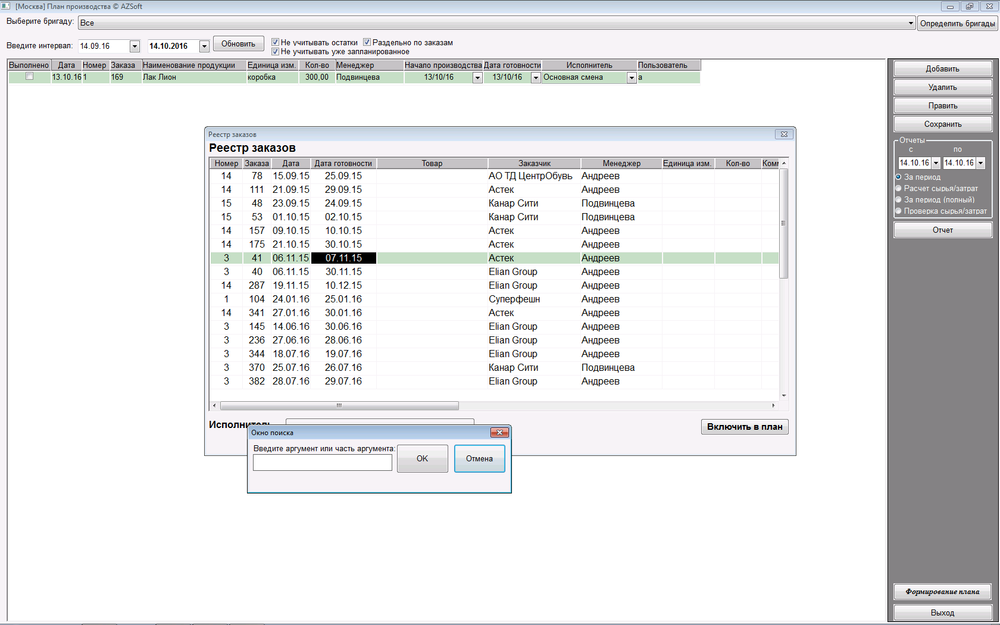 [Москва] План производства © AZSoft
Выберите бригаду: Все Определить бригады
Введите интервал: 14.09.16 14.10.2016 Обновить Не учитывать остатки Раздельно по заказам
Не учитывать уже запланированное
Выполнено Дата Номер Заказа Наименование продукции Единица изм. Кол-во Менеджер Начало производства Дата готовности Исполнитель Пользователь
13.10.16 1 169 Лак Лион коробка 300,00 Подвинцева 13/10/16 13/10/16 Основная смена а
Добавить
Удалить
Править
Сохранить
Отчеты
с по
14.10.16 14.10.16
За период
Расчет сырья/затрат
За период (полный)
Проверка сырья/затрат
Отчет
Формирование плана
Выход
Реестр заказов
Реестр заказов
Номер Заказа Дата Дата готовности Товар Заказчик Менеджер Единица изм. Кол-во Комм
14 78 15.09.15 25.09.15 АО ТД ЦентрОбувь Андреев
14 111 21.09.15 29.09.15 Астек Андреев
15 48 23.09.15 24.09.15 Канар Сити Подвинцева
15 53 01.10.15 02.10.15 Канар Сити Подвинцева
14 157 09.10.15 10.10.15 Астек Андреев
14 175 21.10.15 30.10.15 Астек Андреев
3 41 06.11.15 07.11.15 Астек Андреев
3 40 06.11.15 30.11.15 Elian Group Андреев
14 287 19.11.15 10.12.15 Elian Group Андреев
1 104 24.01.16 25.01.16 Суперфешн Андреев
14 341 27.01.16 30.01.16 Астек Андреев
3 145 14.06.16 30.06.16 Elian Group Андреев
3 236 27.06.16 28.06.16 Elian Group Андреев
3 344 18.07.16 19.07.16 Elian Group Андреев
3 370 25.07.16 26.07.16 Канар Сити Подвинцева
3 382 28.07.16 29.07.16 Elian Group Андреев
Исполнитель Включить в план
Окно поиска
Введите аргумент или часть аргумента:
OK Отмена